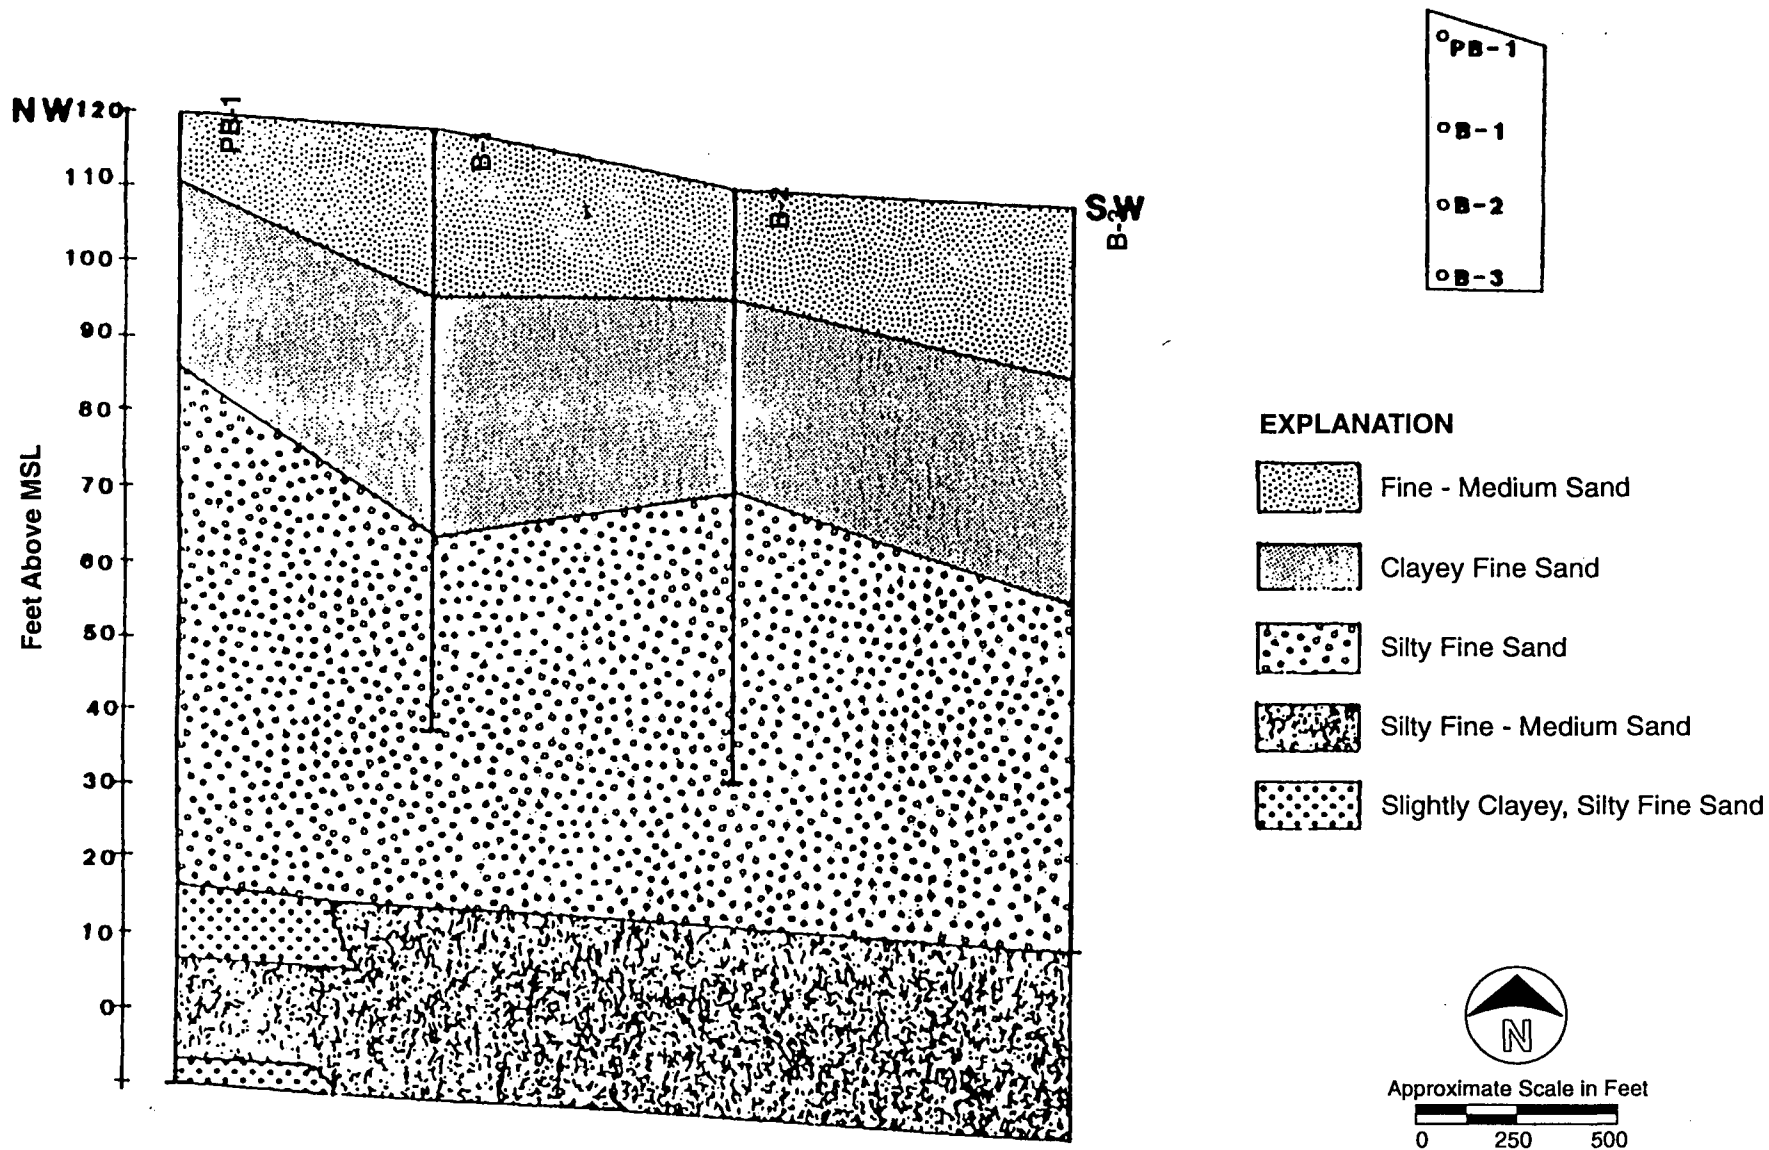 NW
120
110
100
90
80
70
60
50
40
30
20
10
0
Feet Above MSL
PB-1
B-1
B-2
SW
PB-1
B-1
B-2
B-3
EXPLANATION
Fine - Medium Sand
Clayey Fine Sand
Silty Fine Sand
Silty Fine - Medium Sand
Slightly Clayey, Silty Fine Sand
N
Approximate Scale in Feet
0 250 500